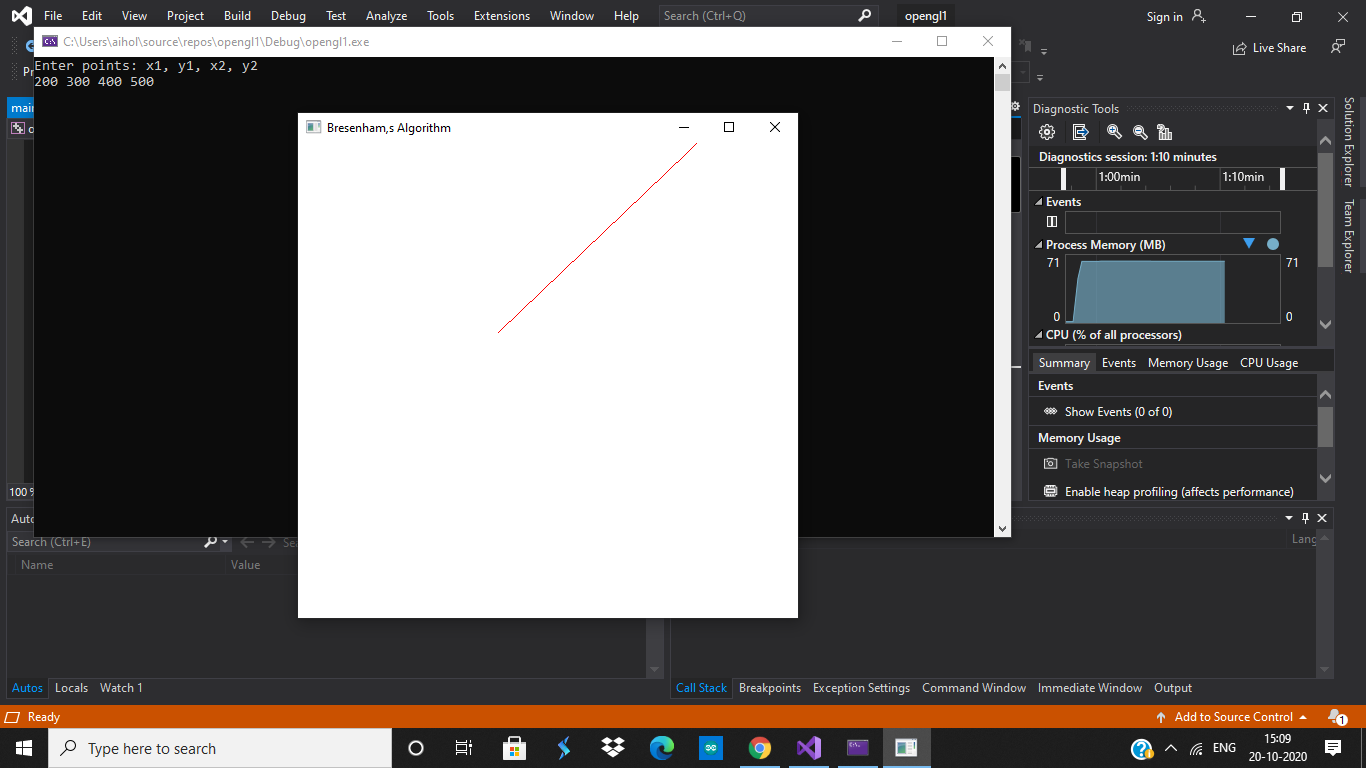 File Edit View Project Build Debug Test Analyze Tools Extensions Window Help Search (Ctrl+Q) opengl1 Sign in
C:\Users\aihol\source\repos\opengl1\Debug\opengl1.exe
Live Share
Enter points: x1, y1, x2, y2
200 300 400 500
Bresenham,s Algorithm
Diagnostic Tools
Diagnostics session: 1:10 minutes
1:00min 1:10min
Events
Process Memory (MB)
71 71
0 0
CPU (% of all processors)
Summary Events Memory Usage CPU Usage
Events
Show Events (0 of 0)
Memory Usage
Take Snapshot
Enable heap profiling (affects performance)
Solution Explorer
Team Explorer
100 %
Search (Ctrl+E)
Name Value
Lang
Autos Locals Watch 1
Call Stack Breakpoints Exception Settings Command Window Immediate Window Output
Ready
Add to Source Control
1
Type here to search
ENG
15:09
20-10-2020